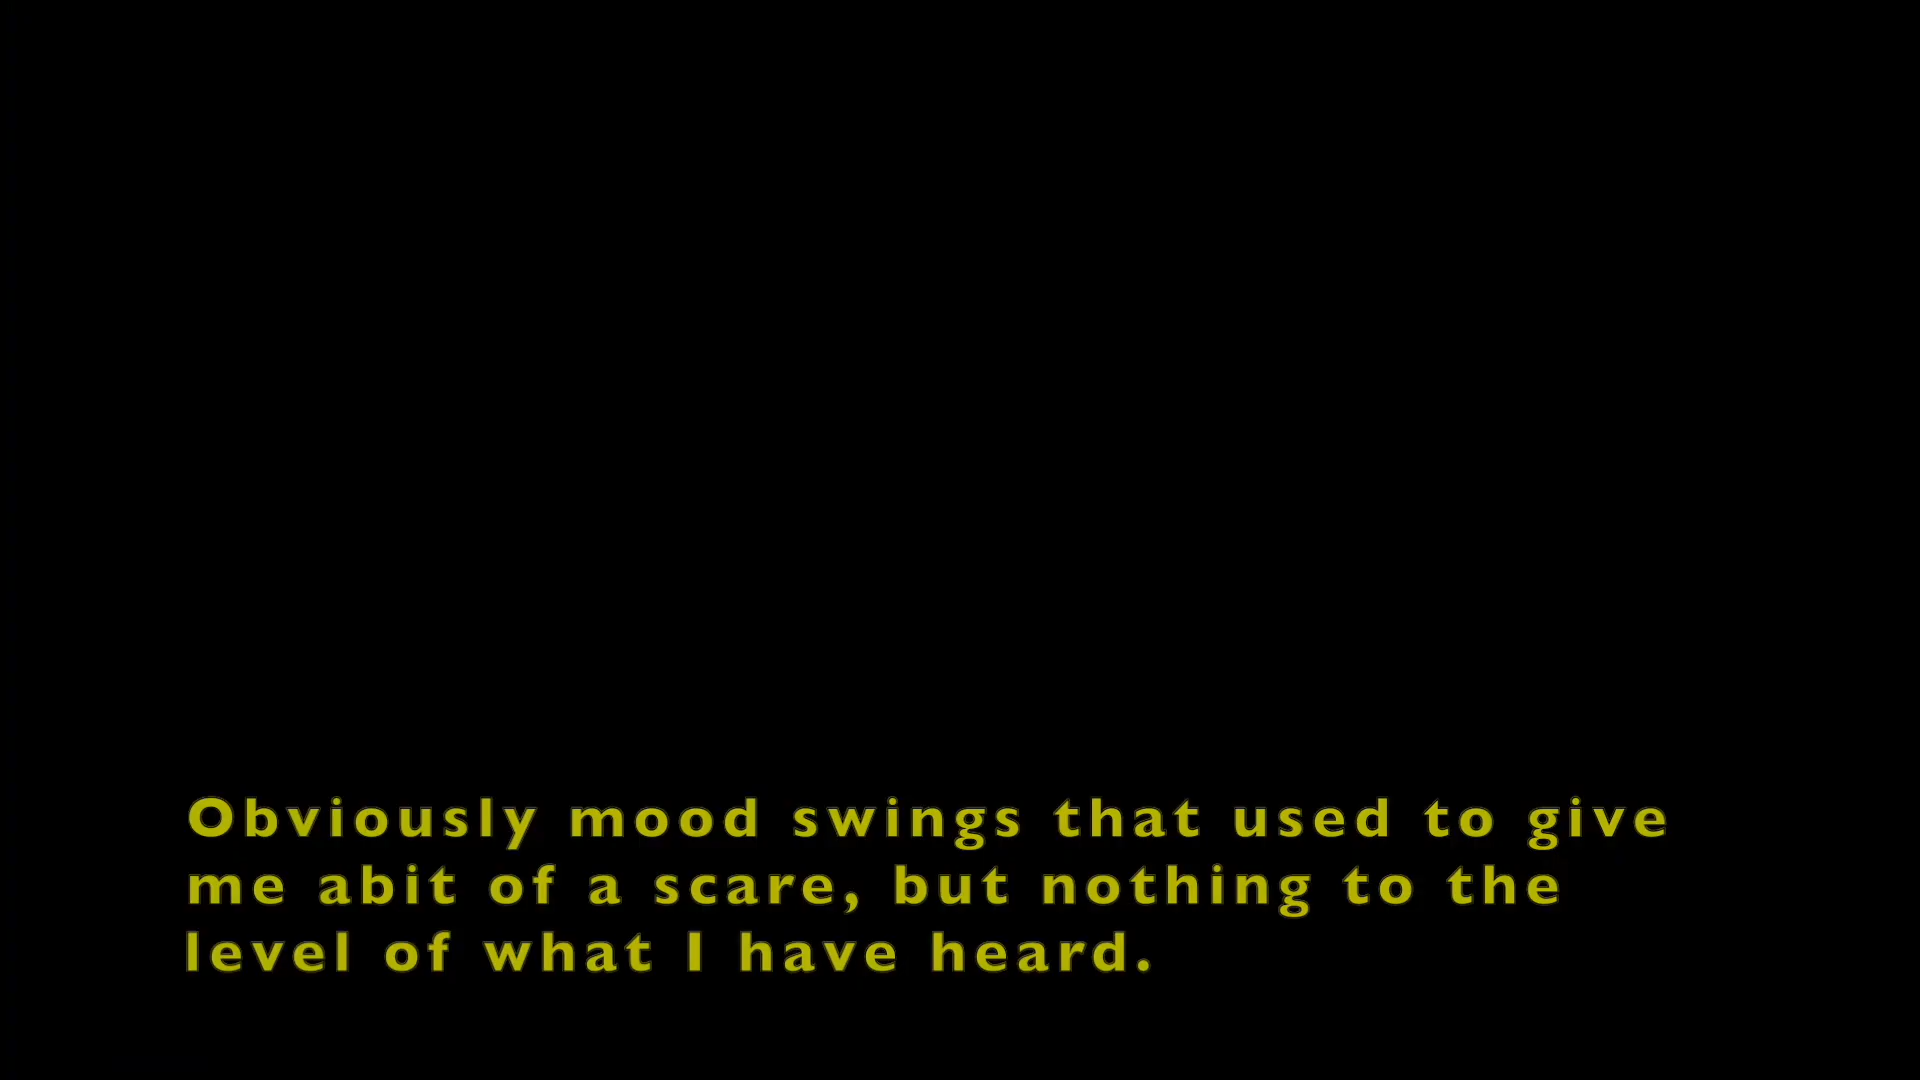 Obviously mood swings that used to give
me abit of a scare, but nothing to the
level of what I have heard.